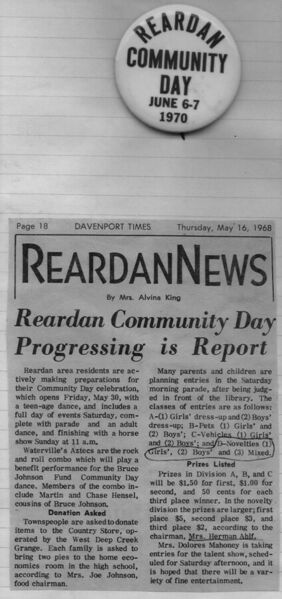 REARDAN
COMMUNITY
DAY
JUNE 6-7
1970
Page 18 DAVENPORT TIMES Thursday, May 16, 1968
REARDANNEWS
By Mrs. Alvina King
Reardan Community Day
Progressing is Report
Reardan area residents are ac-
tively making preparations for
their Community Day celebration,
which opens Friday, May 30, with
a teen-age dance, and includes a
full day of events Saturday, com-
plete with parade and an adult
dance, and finishing with a horse
show Sunday at 11 a.m.
Waterville's Aztecs are the rock
and roll combo which will play a
benefit performance for the Bruce
Johnson Fund Community Day
dance. Members of the combo in-
clude Martin and Chase Hensel,
cousins of Bruce Johnson.
Donation Asked
Townspeople are asked to donate
items to the Country Store, op-
erated by the West Deep Creek
Grange. Each family is asked to
bring two pies to the home eco-
nomics room in the high school,
according to Mrs. Joe Johnson,
food chairman.
Many parents and children are
planning entries in the Saturday
morning parade, after being judg-
ed in front of the library. The
classes of entries are as follows:
A-(1) Girls' dress-up and (2) Boys'
dress-up; B-Pets (1) Girls' and
(2) Boys'; C-Vehicles (1) Girls'
and (2) Boys'; and D-Novelties (1)
Girls', (2) Boys' and (3) Mixed.
Prizes Listed
Prizes in Division A, B, and C
will be $1.50 for first, $1.00 for
second, and 50 cents for each
third place winner. In the novelty
division the prizes are larger; first
place $5, second place $3, and
third place $2, according to the
chairman, Mrs. Herman Ahlf.
Mrs. Dolores Mahoney is taking
entries for the talent show, sched-
uled for Saturday afternoon, and it
is hoped that there will be a vari-
ety of fine entertainment.